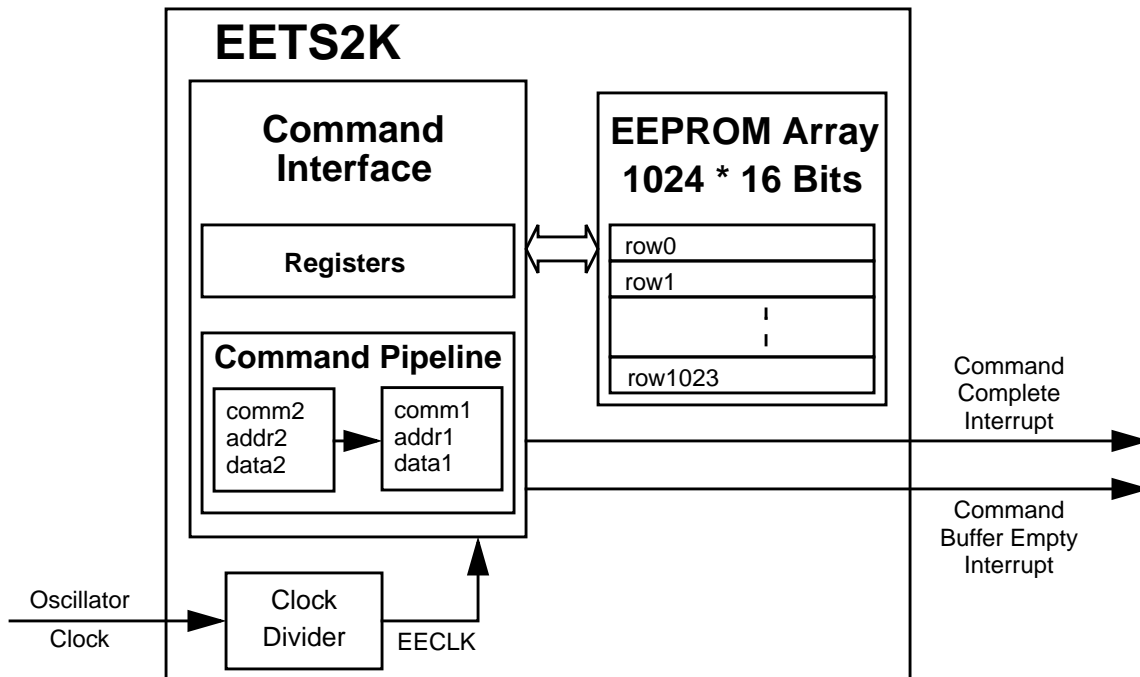 EETS2K
Command
Interface
Registers
Command Pipeline
comm2
addr2
data2
comm1
addr1
data1
EEPROM Array
1024 * 16 Bits
row0
row1
row1023
Command
Complete
Interrupt
Command
Buffer Empty
Interrupt
Oscillator
Clock
Clock
Divider
EECLK